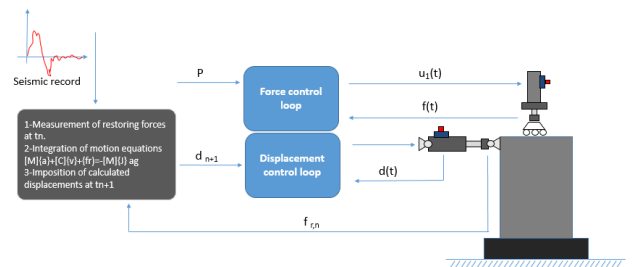 Seismic record
P
Force control
loop
u1(t)
f(t)
1-Measurement of restoring forces
at tn.
2-Integration of motion equations
[M]{a}+[C]{v}+{fr}=-[M]{J} ag
3-Imposition of calculated
displacements at tn+1
d n+1
Displacement
control loop
d(t)
f r,n